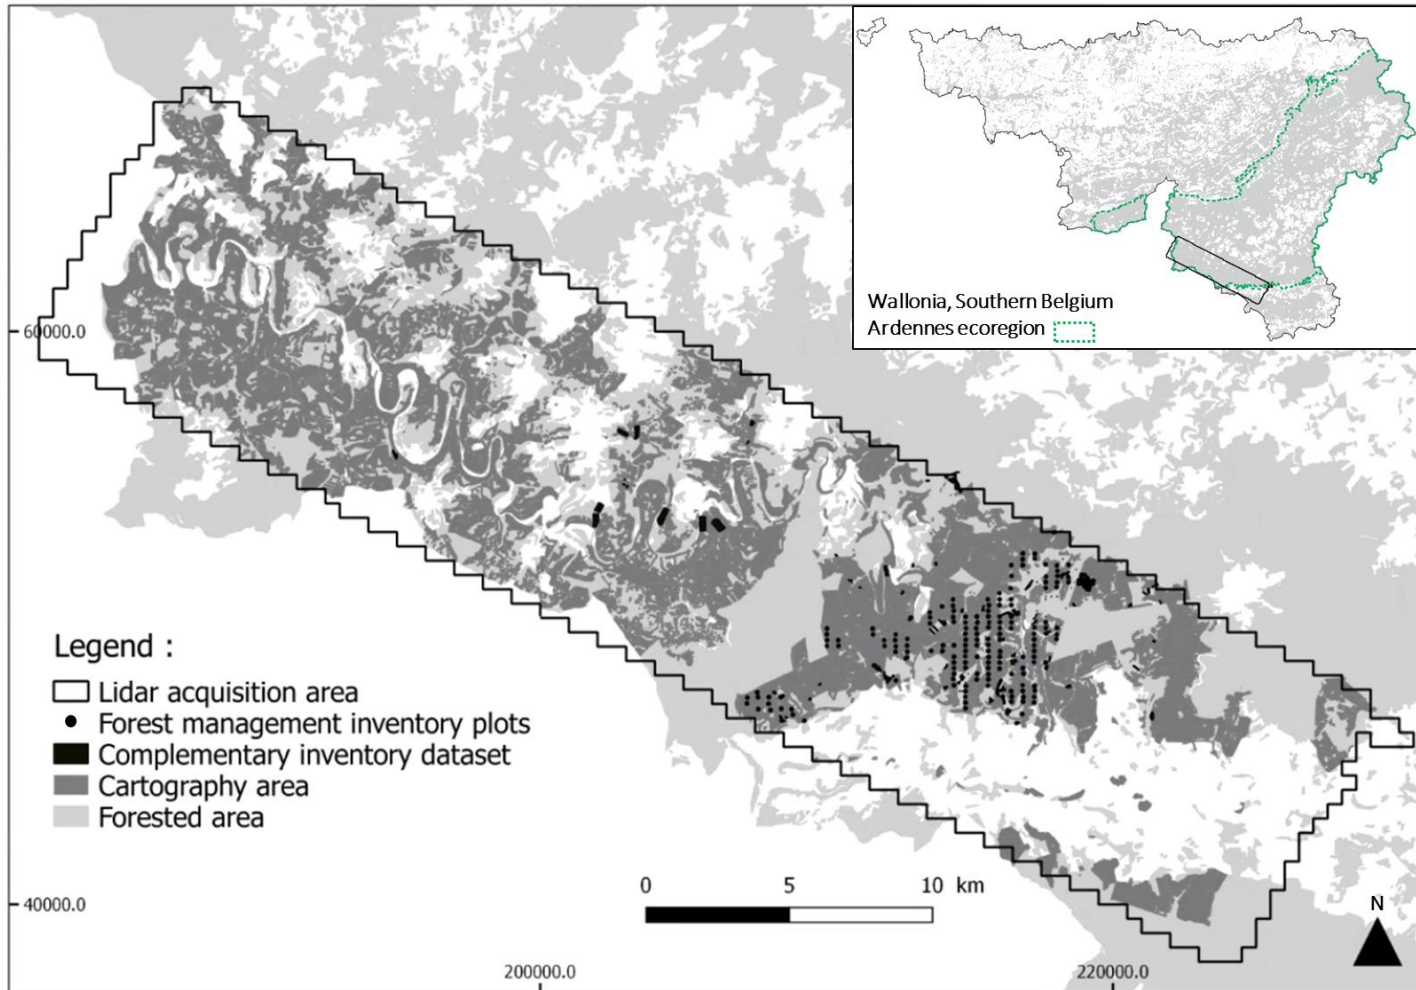 Wallonia, Southern Belgium
Ardennes ecoregion
60000.0
Legend :
Lidar acquisition area
Forest management inventory plots
Complementary inventory dataset
Cartography area
Forested area
0 5 10 km
40000.0
N
200000.0 220000.0